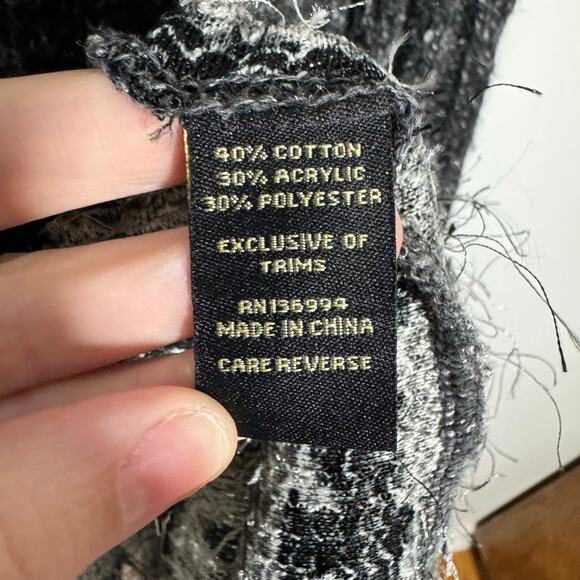 40% COTTON
30% ACRYLIC
30% POLYESTER
EXCLUSIVE OF
TRIMS
RN136994
MADE IN CHINA
CARE REVERSE